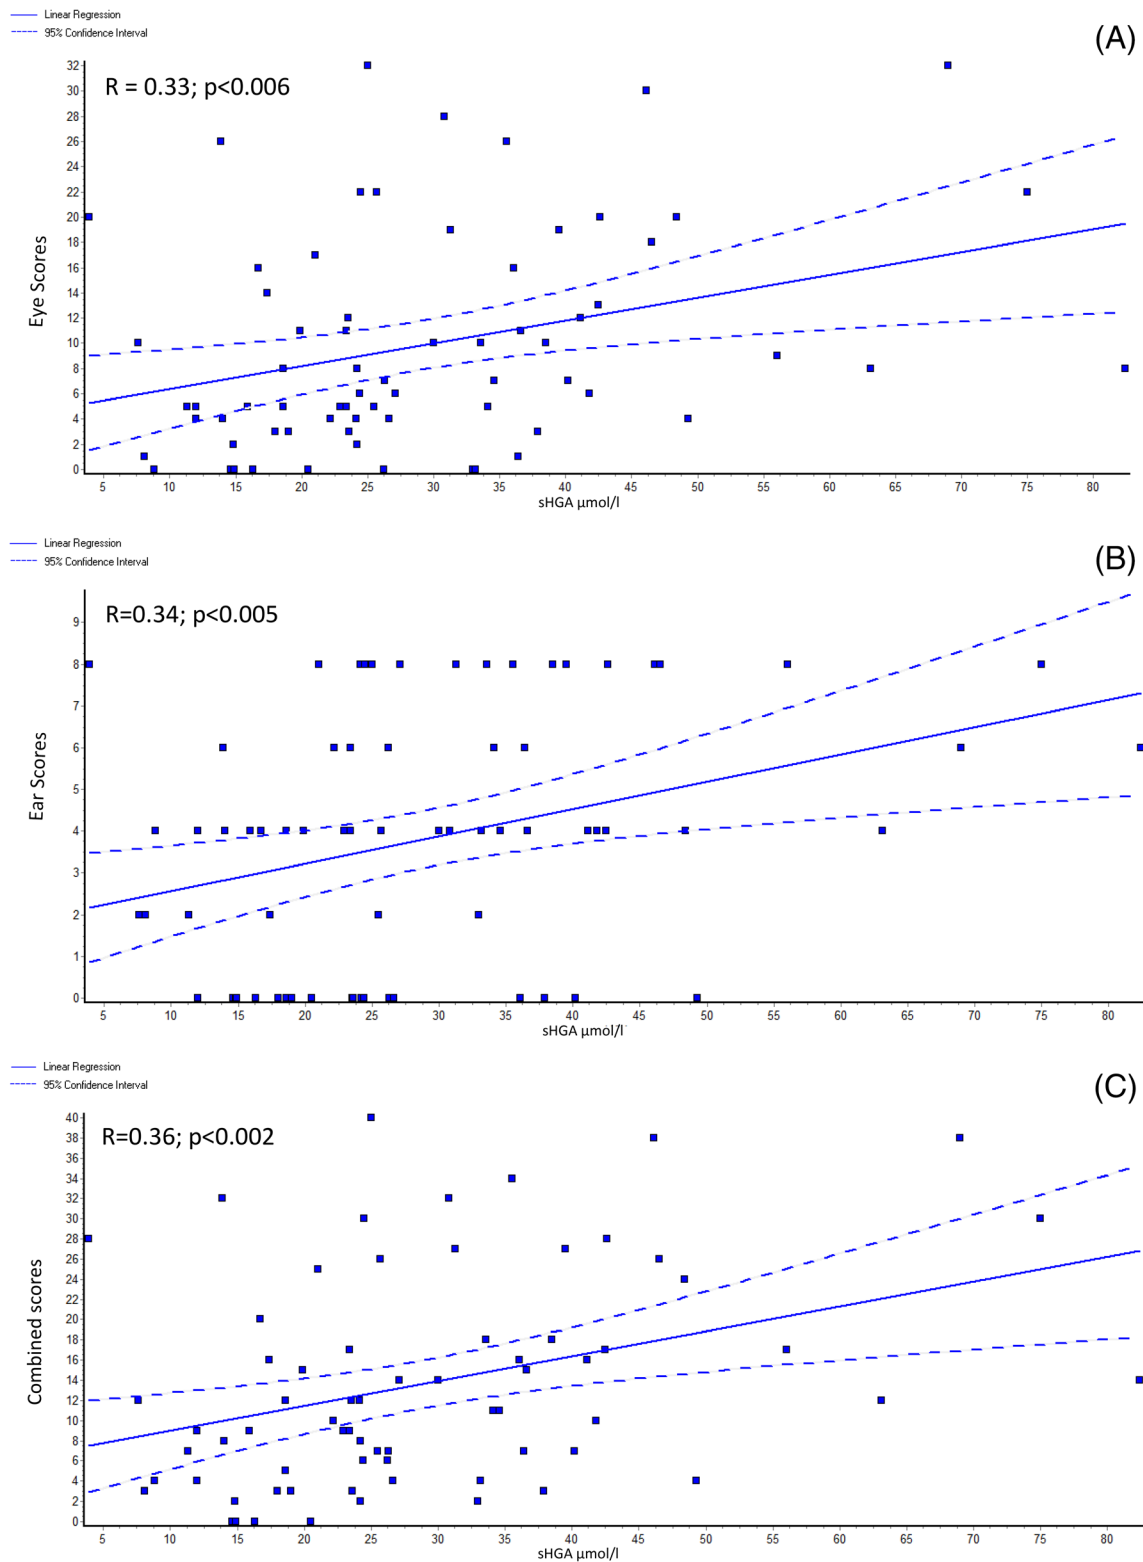 Linear Regression
95% Confidence Interval
(A)
R = 0.33; p<0.006
32
30
28
26
24
22
20
18
16
14
12
10
8
6
4
2
0
Eye Scores
5 10 15 20 25 30 35 40 45 50 55 60 65 70 75 80
sHGA µmol/l
Linear Regression
95% Confidence Interval
(B)
R=0.34; p<0.005
9
8
7
6
5
4
3
2
1
0
Ear Scores
5 10 15 20 25 30 35 40 45 50 55 60 65 70 75 80
sHGA µmol/l
Linear Regression
95% Confidence Interval
(C)
R=0.36; p<0.002
40
38
36
34
32
30
28
26
24
22
20
18
16
14
12
10
8
6
4
2
0
Combined scores
5 10 15 20 25 30 35 40 45 50 55 60 65 70 75 80
sHGA µmol/l